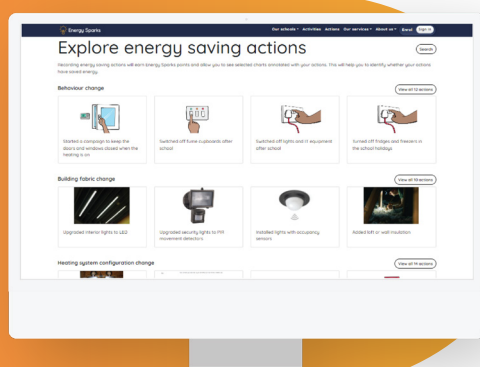 Energy Sparks
Our schools Activities Actions Our services About us Enrol Sign in
Explore energy saving actions
Search
Recording energy saving actions will earn Energy Sparks points and allow you to see selected charts annotated with your actions. This will help you to identify whether your actions
have saved energy.
Behaviour change
View all 12 actions
Started a campaign to keep the
doors and windows closed when the
heating is on
Switched off fume cupboards after
school
Switched off lights and IT equipment
after school
Turned off fridges and freezers in
the school holidays
Building fabric change
View all 10 actions
Upgraded interior lights to LED
Upgraded security lights to PIR
movement detectors
Installed lights with occupancy
sensors
Added loft or wall insulation
Heating system configuration change
View all 14 actions